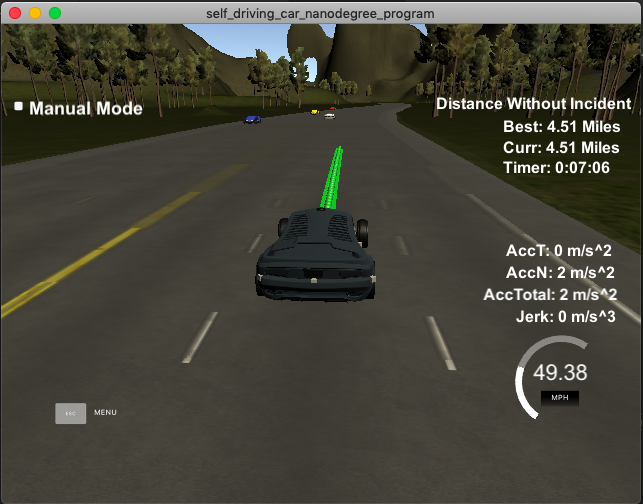 self_driving_car_nanodegree_program
Manual Mode
Distance Without Incident
Best: 4.51 Miles
Curr: 4.51 Miles
Timer: 0:07:06
AccT: 0 m/s^2
AccN: 2 m/s^2
AccTotal: 2 m/s^2
Jerk: 0 m/s^3
49.38
MPH
ESC MENU